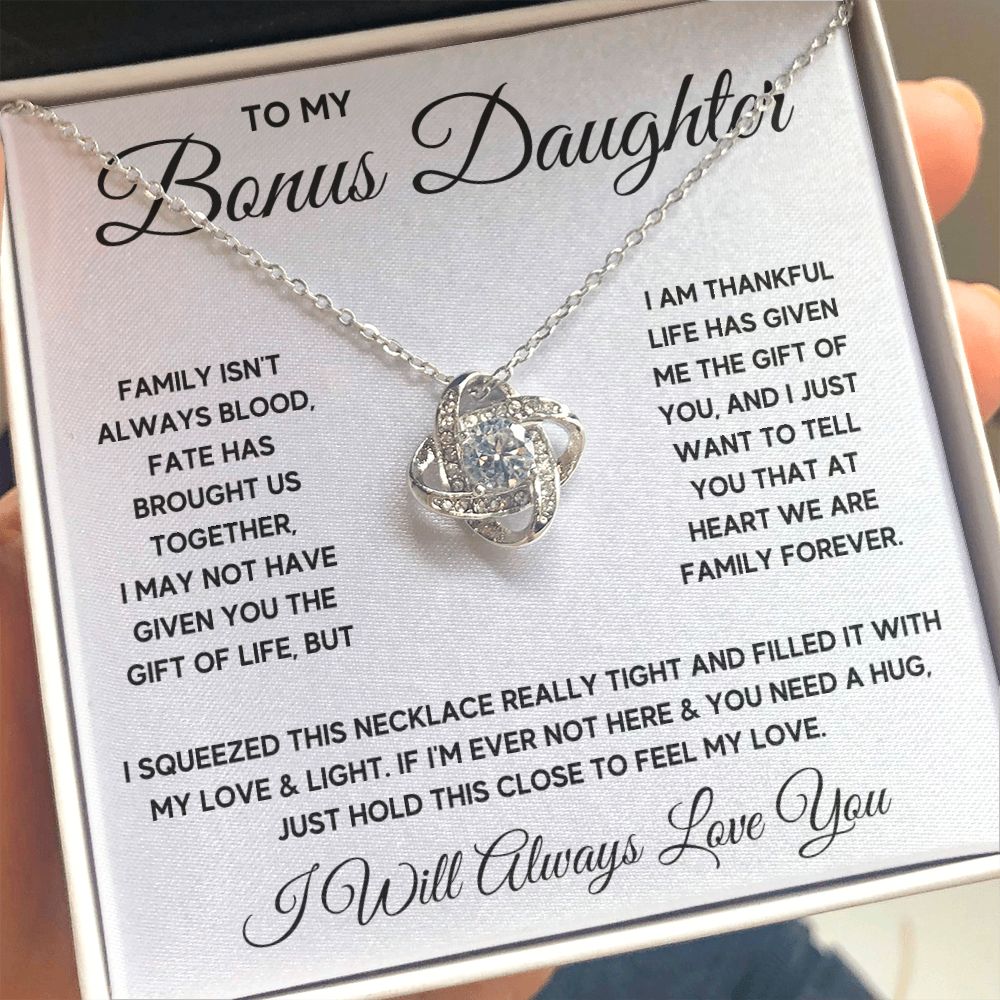 TO MY
Bonus Daughter
FAMILY ISN'T
ALWAYS BLOOD,
FATE HAS
BROUGHT US
TOGETHER,
I MAY NOT HAVE
GIVEN YOU THE
GIFT OF LIFE, BUT
I AM THANKFUL
LIFE HAS GIVEN
ME THE GIFT OF
YOU, AND I JUST
WANT TO TELL
YOU THAT AT
HEART WE ARE
FAMILY FOREVER.
I SQUEEZED THIS NECKLACE REALLY TIGHT AND FILLED IT WITH
MY LOVE & LIGHT. IF I'M EVER NOT HERE & YOU NEED A HUG,
JUST HOLD THIS CLOSE TO FEEL MY LOVE.
I Will Always Love You